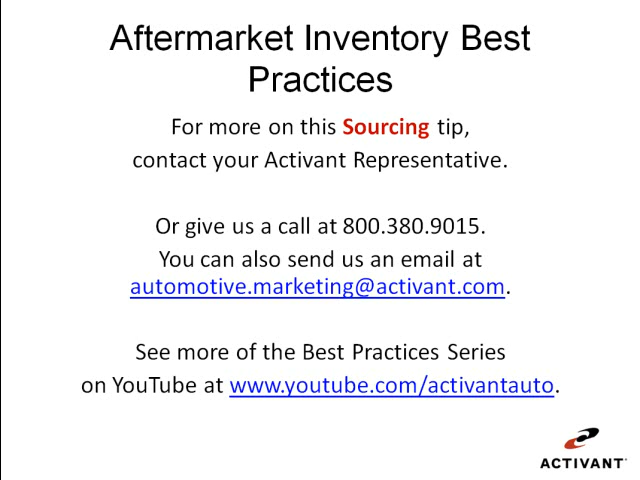 Aftermarket Inventory Best
Practices
For more on this Sourcing tip,
contact your Activant Representative.
Or give us a call at 800.380.9015.
You can also send us an email at
automotive.marketing@activant.com.
See more of the Best Practices Series
on YouTube at www.youtube.com/activantauto.
ACTIVANT